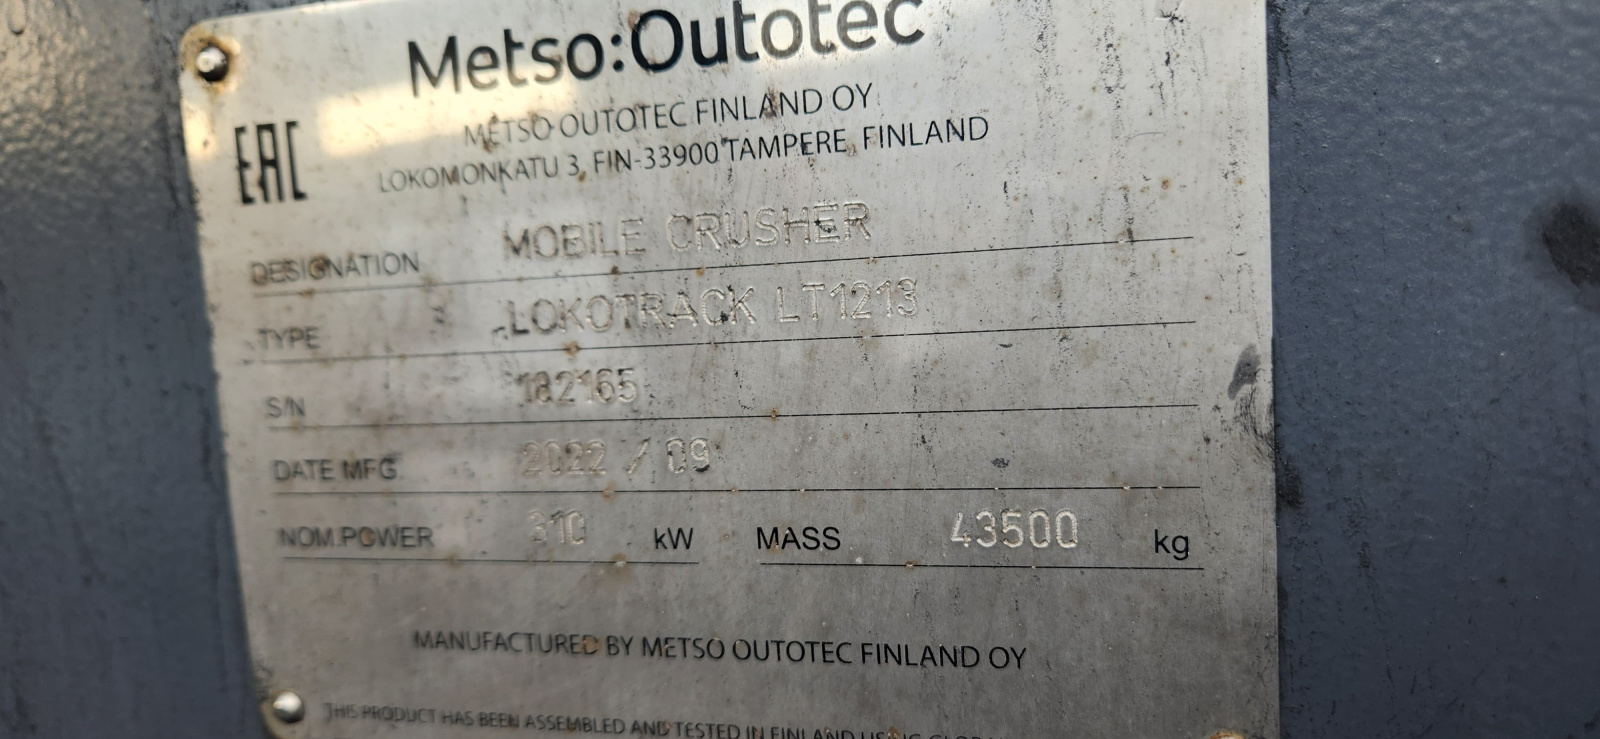 Metso:Outotec
METSO OUTOTEC FINLAND OY
LOKOMONKATU 3, FIN-33900 TAMPERE, FINLAND
EAC
DESIGNATION MOBILE CRUSHER
TYPE LOKOTRACK LT1213
S/N 182165
DATE MFG 2022 / 09
NOM.POWER 310 kW MASS 43500 kg
MANUFACTURED BY METSO OUTOTEC FINLAND OY
THIS PRODUCT HAS BEEN ASSEMBLED AND TESTED IN FINLAND USING